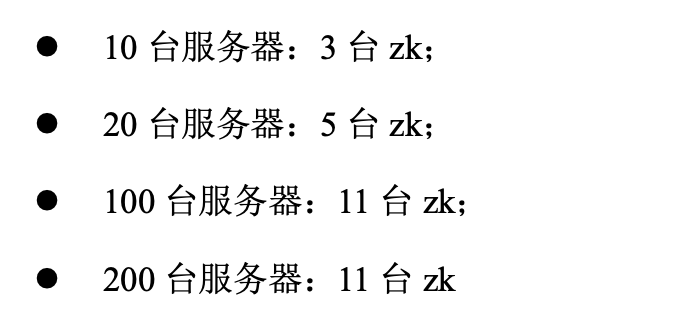 ● 10 台服务器：3 台 zk；
● 20 台服务器：5 台 zk；
● 100 台服务器：11 台 zk；
● 200 台服务器：11 台 zk